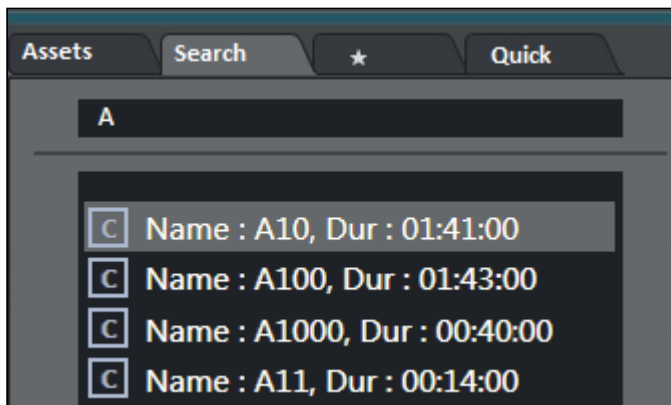 Assets Search ★ Quick
A
C Name : A10, Dur : 01:41:00
C Name : A100, Dur : 01:43:00
C Name : A1000, Dur : 00:40:00
C Name : A11, Dur : 00:14:00